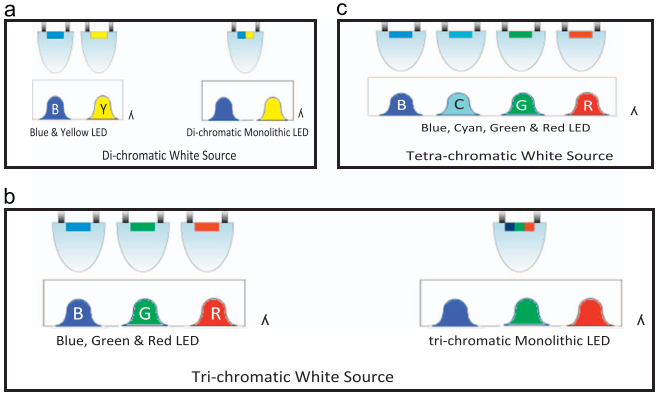 a
B
Y
λ
λ
Blue & Yellow LED
Di-chromatic Monolithic LED
Di-chromatic White Source
c
B
C
G
R
λ
Blue, Cyan, Green & Red LED
Tetra-chromatic White Source
b
B
G
R
λ
λ
Blue, Green & Red LED
tri-chromatic Monolithic LED
Tri-chromatic White Source